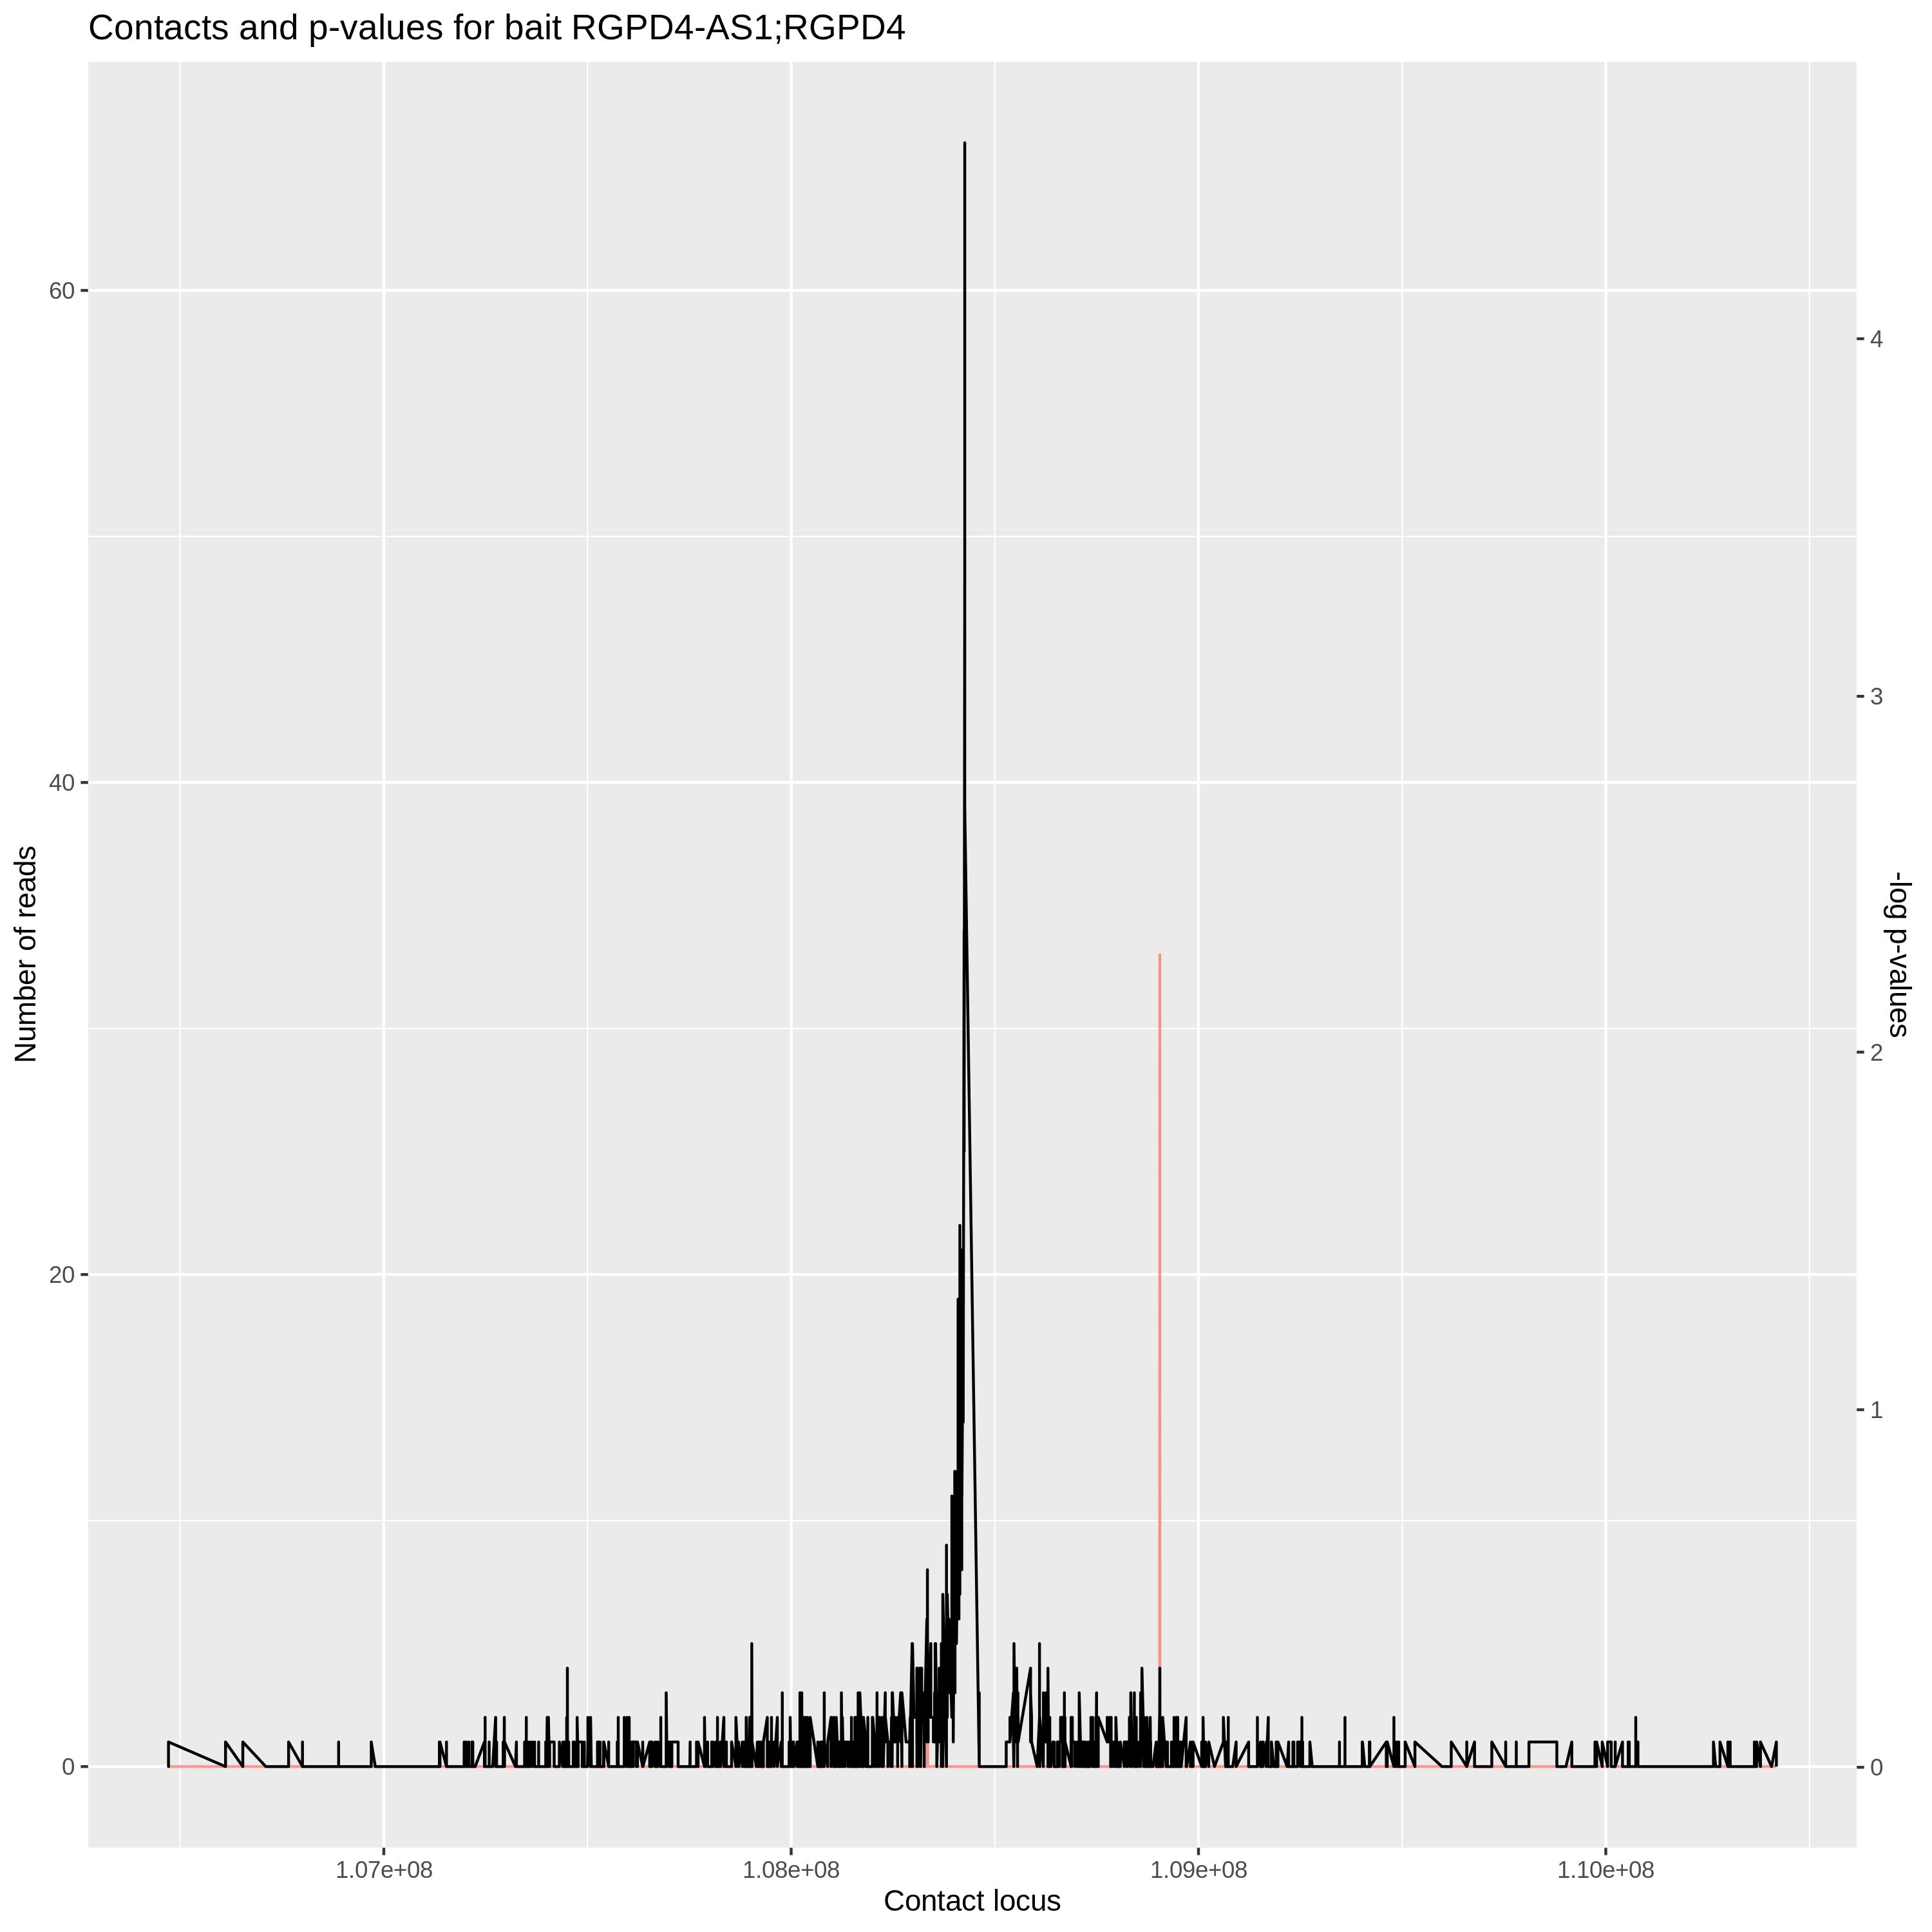 Contacts and p-values for bait RGPD4-AS1;RGPD4
Number of reads
60
40
20
0
4
3
2
1
0
-log p-values
1.07e+08
1.08e+08
1.09e+08
1.10e+08
Contact locus